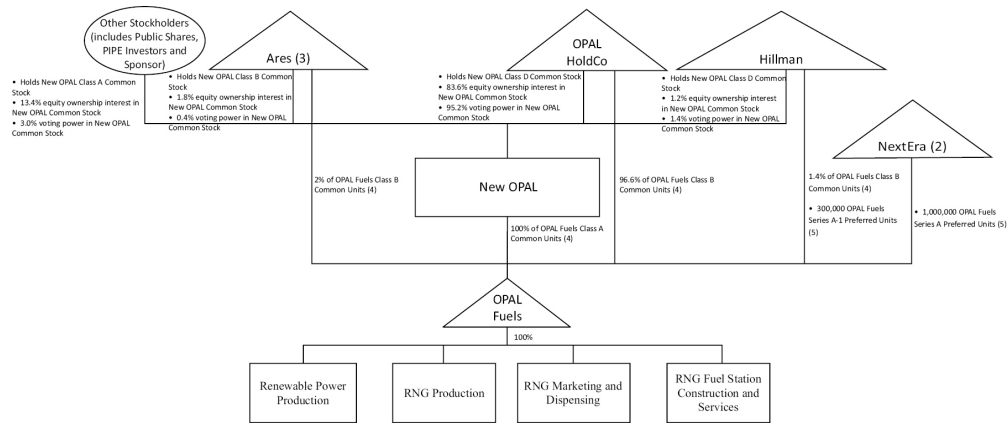 Other Stockholders
(includes Public Shares,
PIPE Investors and
Sponsor)
• Holds New OPAL Class A Common
Stock
• 13.4% equity ownership interest in
New OPAL Common Stock
• 3.0% voting power in New OPAL
Common Stock
Ares (3)
• Holds New OPAL Class B Common
Stock
• 1.8% equity ownership interest in
New OPAL Common Stock
• 0.4% voting power in New OPAL
Common Stock
OPAL
HoldCo
• Holds New OPAL Class D Common Stock
• 83.6% equity ownership interest in
New OPAL Common Stock
• 95.2% voting power in New OPAL
Common Stock
Hillman
• Holds New OPAL Class D Common
Stock
• 1.2% equity ownership interest
in New OPAL Common Stock
• 1.4% voting power in New OPAL
Common Stock
NextEra (2)
2% of OPAL Fuels Class B
Common Units (4)
New OPAL
96.6% of OPAL Fuels Class B
Common Units (4)
1.4% of OPAL Fuels Class B
Common Units (4)
• 300,000 OPAL Fuels
Series A-1 Preferred Units
(5)
• 1,000,000 OPAL Fuels
Series A Preferred Units (5)
100% of OPAL Fuels Class A
Common Units (4)
OPAL
Fuels
100%
Renewable Power
Production
RNG Production
RNG Marketing and
Dispensing
RNG Fuel Station
Construction and
Services